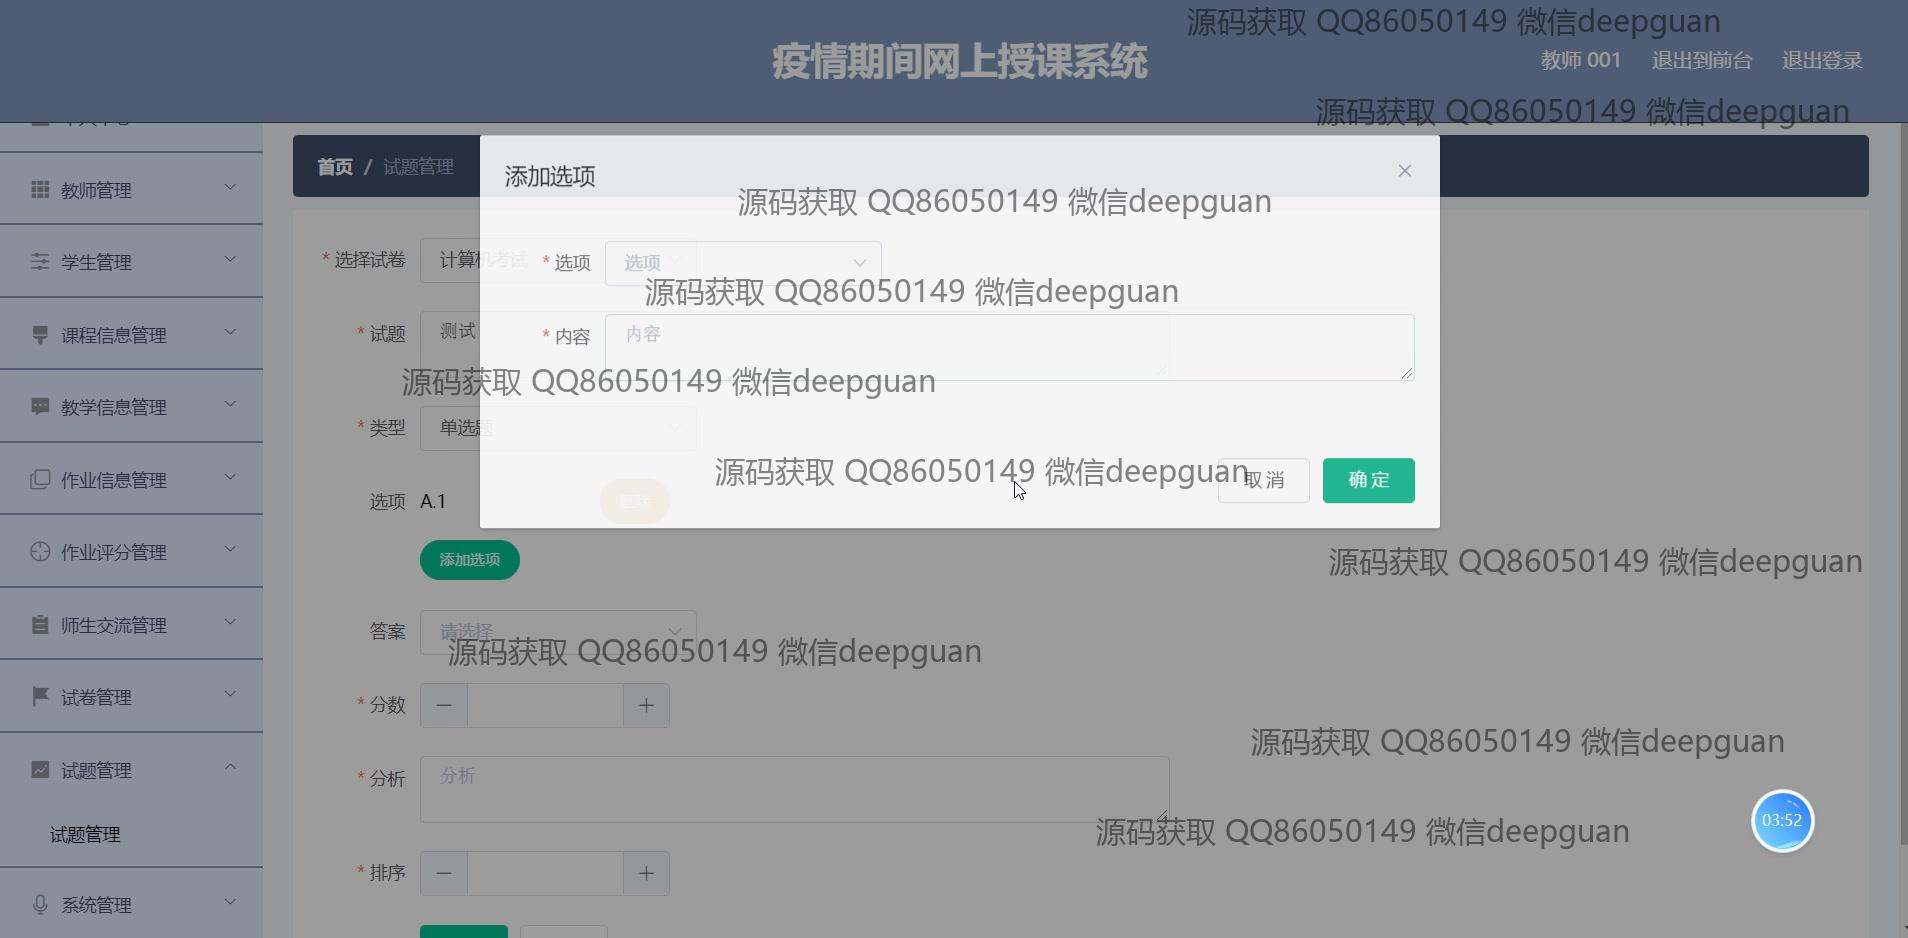 源码获取 QQ86050149 微信deepguan
疫情期间网上授课系统
教师 001 退出到前台 退出登录
源码获取 QQ86050149 微信deepguan
首页 / 试题管理
添加选项
源码获取 QQ86050149 微信deepguan
教师管理
学生管理
* 选择试卷 计算机考试
* 选项 选项
源码获取 QQ86050149 微信deepguan
课程信息管理
* 试题 测试
* 内容 内容
源码获取 QQ86050149 微信deepguan
教学信息管理
* 类型 单选题
作业信息管理
源码获取 QQ86050149 微信deepguan
取消 确定
选项 A.1 删除
作业评分管理
添加选项
源码获取 QQ86050149 微信deepguan
师生交流管理
答案 请选择
源码获取 QQ86050149 微信deepguan
试卷管理
* 分数
源码获取 QQ86050149 微信deepguan
试题管理
* 分析 分析
03:52
试题管理
源码获取 QQ86050149 微信deepguan
* 排序
系统管理